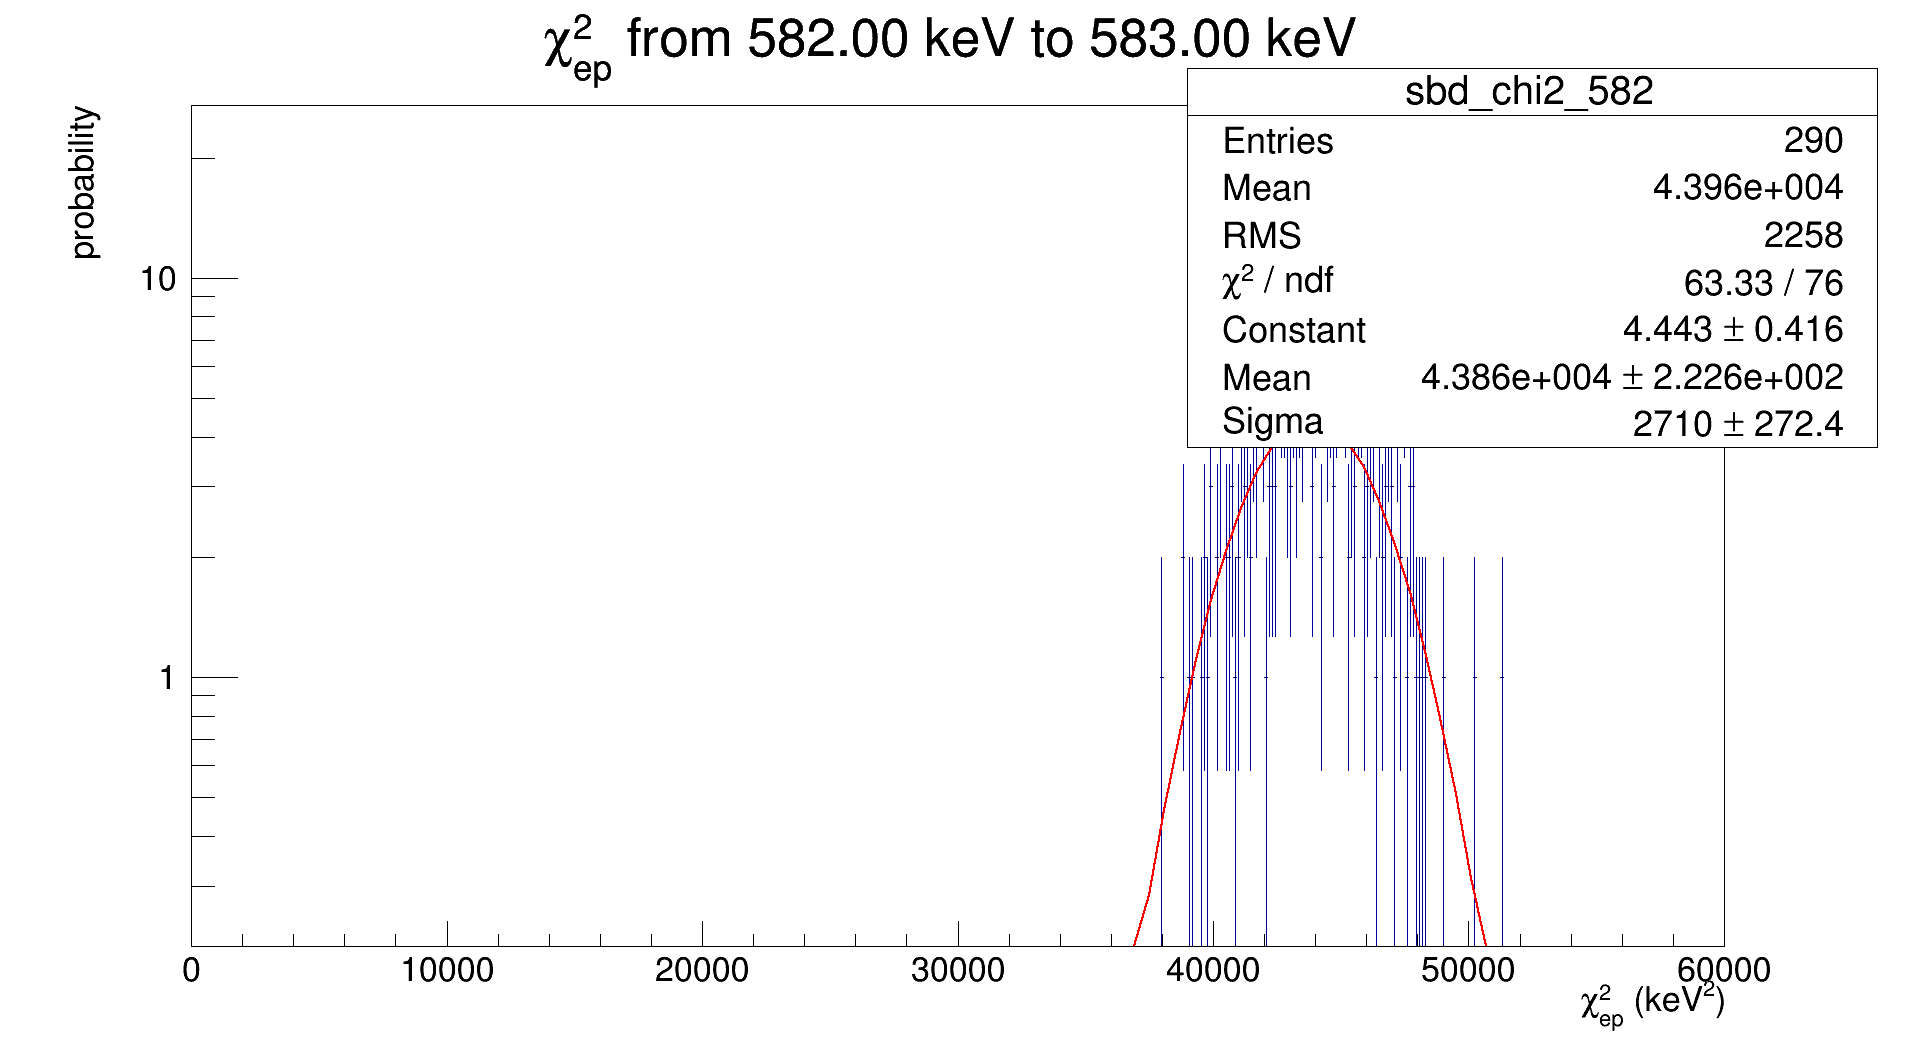 χ²ep from 582.00 keV to 583.00 keV
sbd_chi2_582
Entries 290
Mean 4.396e+004
RMS 2258
χ² / ndf 63.33 / 76
Constant 4.443 ± 0.416
Mean 4.386e+004 ± 2.226e+002
Sigma 2710 ± 272.4
probability
10
1
0 10000 20000 30000 40000 50000 60000
χ²ep (keV²)